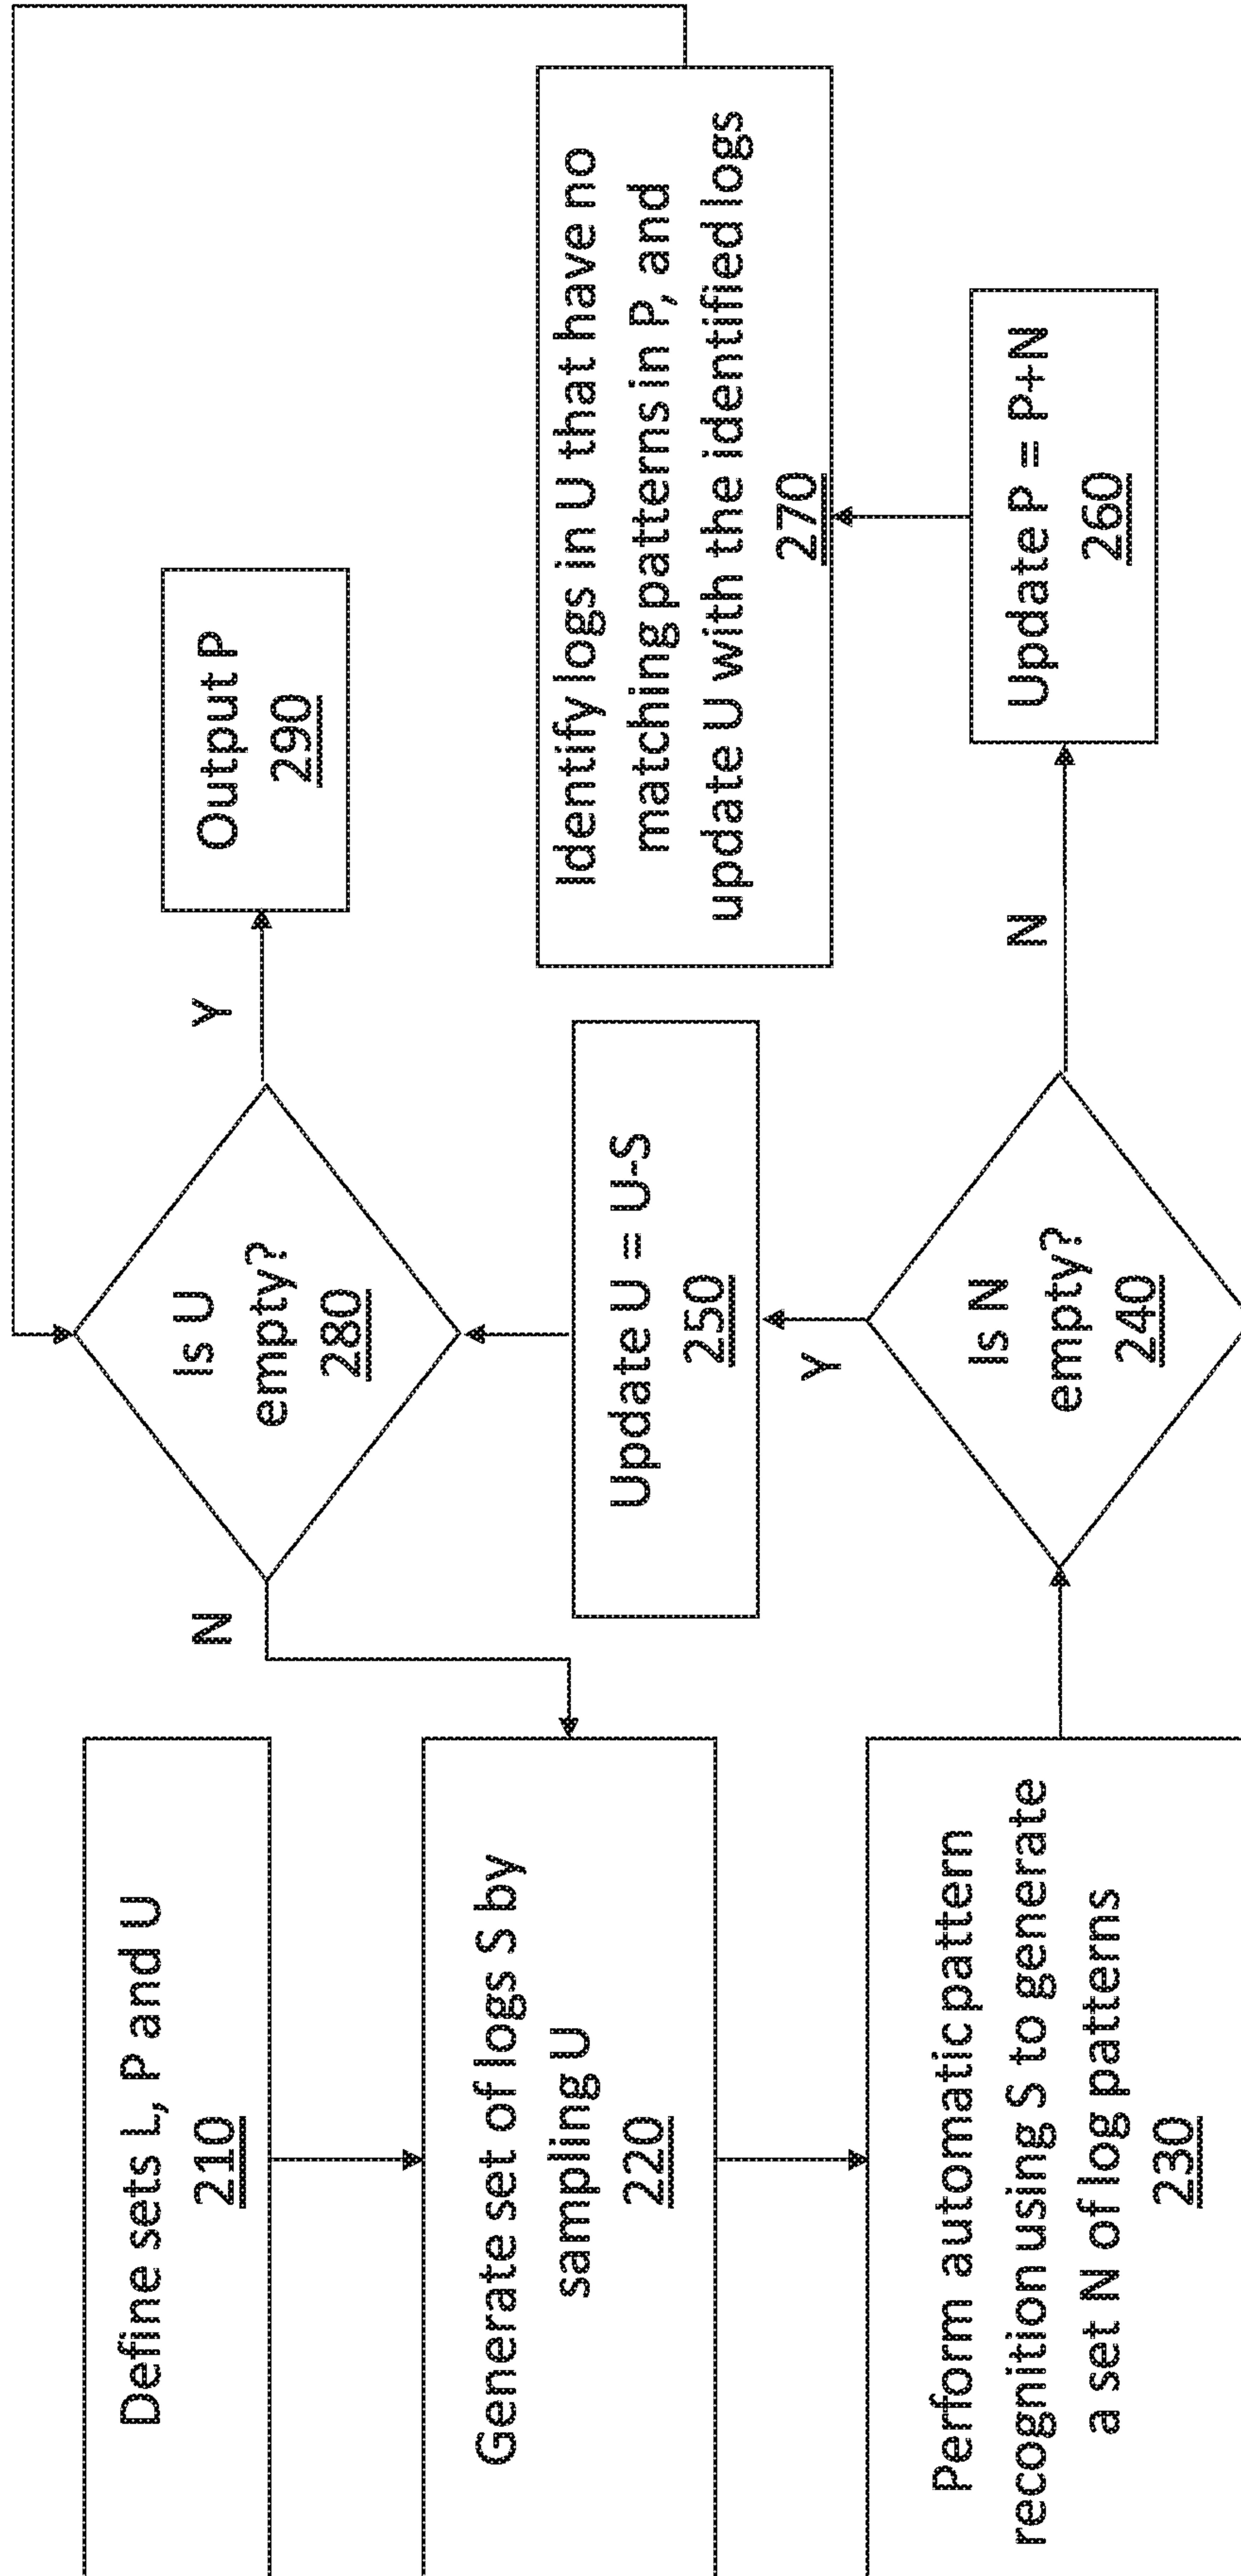 Define sets L, P and U
210
Generate set of logs S by
sampling U
220
Perform automatic pattern
recognition using S to generate
a set N of log patterns
230
Is N
empty?
240
Y
N
Update U = U-S
250
Update P = P+N
260
Identify logs in U that have no
matching patterns in P, and
update U with the identified logs
270
Is U
empty?
280
N
Y
Output P
290